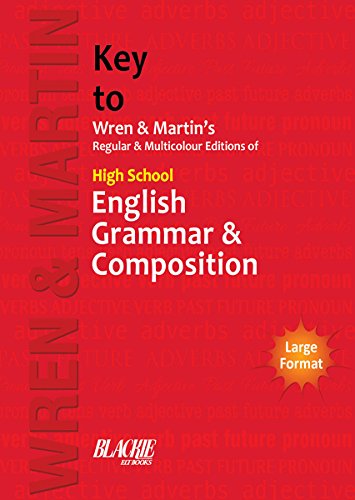 Key
to
Wren & Martin's
Regular & Multicolour Editions of
High School
English
Grammar &
Composition
WREN & MARTIN
Large
Format
BLACKIE
ELT BOOKS